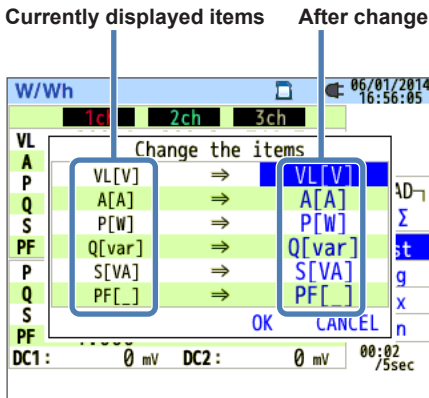 Currently displayed items After change
W/Wh 06/01/2014
16:56:05
1ch 2ch 3ch
VL
A
P
Q
S
PF
P
Q
S
PF
Change the items
VL[V] ⇒ VL[V]
A[A] ⇒ A[A]
P[W] ⇒ P[W]
Q[var] ⇒ Q[var]
S[VA] ⇒ S[VA]
PF[_] ⇒ PF[_]
OK CANCEL
Σ
DC1: 0 mV DC2: 0 mV 00:02
/5sec